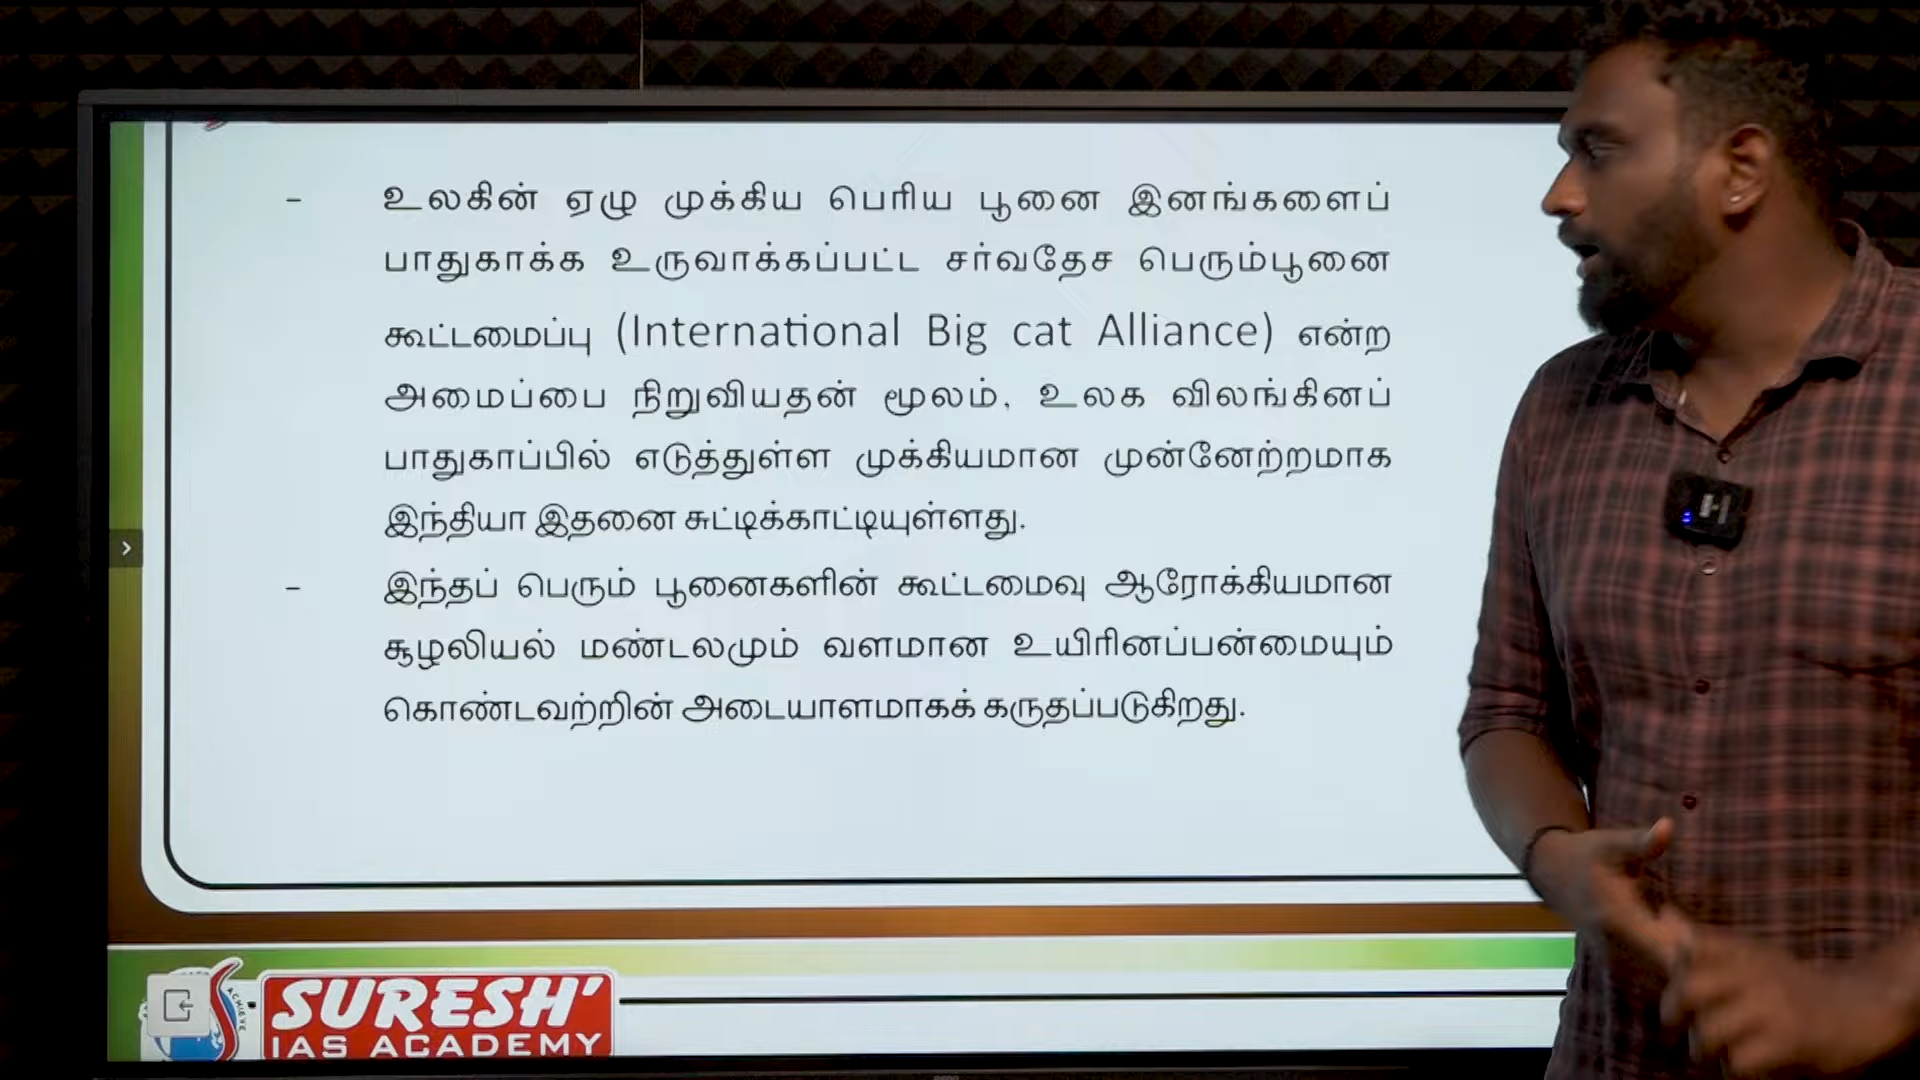 - உலகின் ஏழு முக்கிய பெரிய பூனை இனங்களைப்
பாதுகாக்க உருவாக்கப்பட்ட சர்வதேச பெரும்பூனை
கூட்டமைப்பு (International Big cat Alliance) என்ற
அமைப்பை நிறுவியதன் மூலம், உலக விலங்கினப்
பாதுகாப்பில் எடுத்துள்ள முக்கியமான முன்னேற்றமாக
இந்தியா இதனை சுட்டிக்காட்டியுள்ளது.
- இந்தப் பெரும் பூனைகளின் கூட்டமைவு ஆரோக்கியமான
சூழலியல் மண்டலமும் வளமான உயிரினப்பன்மையும்
கொண்டவற்றின் அடையாளமாகக் கருதப்படுகிறது.
ACHIEVE
SURESH'
IAS ACADEMY